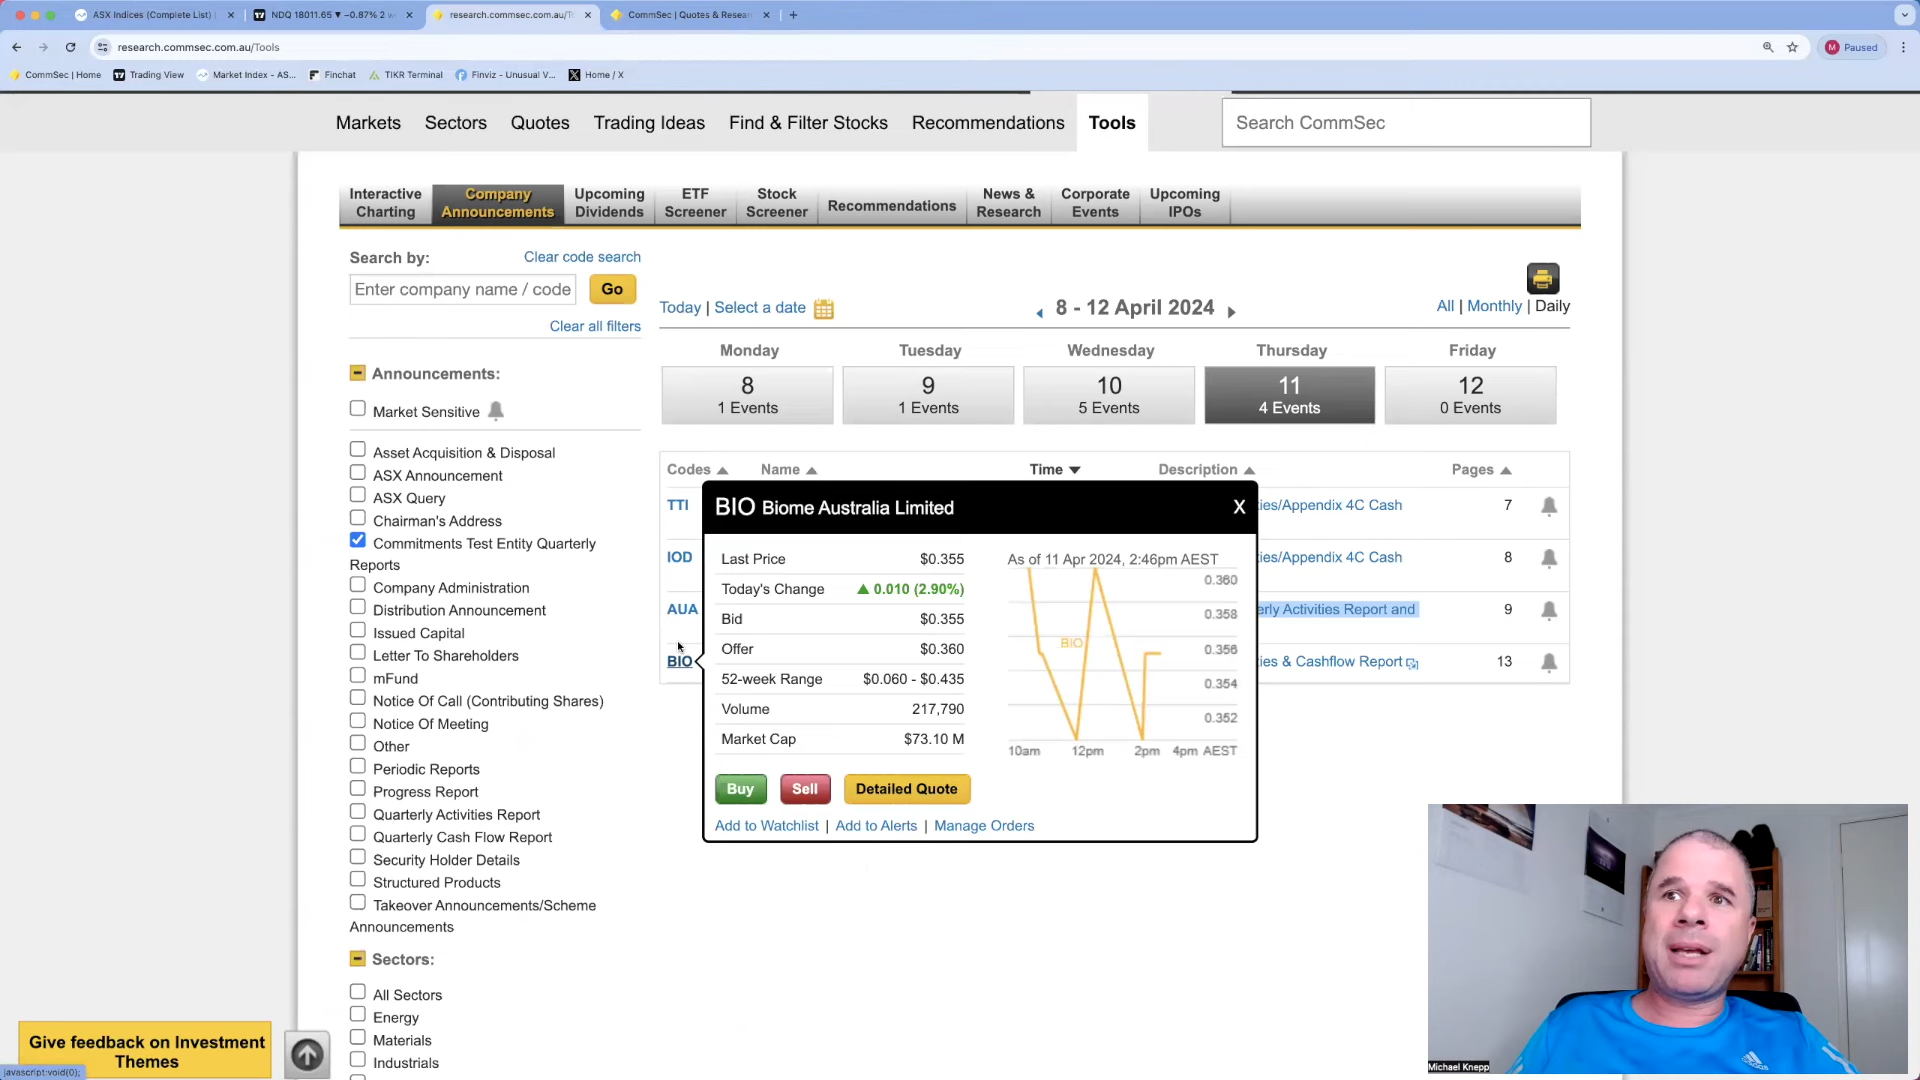 ASX Indices (Complete List)
NDQ 18011.65 ▼ −0.87% 2
research.commsec.com.au/T
CommSec | Quotes & Resea
research.commsec.com.au/Tools
M Paused
CommSec | Home
Trading View
Market Index - AS...
Finchat
TIKR Terminal
Finviz - Unusual V...
Home / X
Markets
Sectors
Quotes
Trading Ideas
Find & Filter Stocks
Recommendations
Tools
Search CommSec
Interactive Charting
Company Announcements
Upcoming Dividends
ETF Screener
Stock Screener
Recommendations
News & Research
Corporate Events
Upcoming IPOs
Search by:
Clear code search
Enter company name / code
Go
Clear all filters
Announcements:
Market Sensitive
Asset Acquisition & Disposal
ASX Announcement
ASX Query
Chairman's Address
Commitments Test Entity Quarterly
Reports
Company Administration
Distribution Announcement
Issued Capital
Letter To Shareholders
mFund
Notice Of Call (Contributing Shares)
Notice Of Meeting
Other
Periodic Reports
Progress Report
Quarterly Activities Report
Quarterly Cash Flow Report
Security Holder Details
Structured Products
Takeover Announcements/Scheme
Announcements
Sectors:
All Sectors
Energy
Materials
Industrials
Today | Select a date
8 - 12 April 2024
All | Monthly | Daily
Monday
Tuesday
Wednesday
Thursday
Friday
8
1 Events
9
1 Events
10
5 Events
11
4 Events
12
0 Events
Codes
Name
Time
Description
Pages
TTI
ies/Appendix 4C Cash
7
IOD
ies/Appendix 4C Cash
8
AUA
erly Activities Report and
9
BIO
ies & Cashflow Report
13
BIO Biome Australia Limited
X
Last Price $0.355
Today's Change ▲ 0.010 (2.90%)
Bid $0.355
Offer $0.360
52-week Range $0.060 - $0.435
Volume 217,790
Market Cap $73.10 M
As of 11 Apr 2024, 2:46pm AEST
0.360
0.358
BIO
0.356
0.354
0.352
10am 12pm 2pm 4pm AEST
Buy
Sell
Detailed Quote
Add to Watchlist | Add to Alerts | Manage Orders
Give feedback on Investment
Themes
javascript:void(0);
Michael Knepp